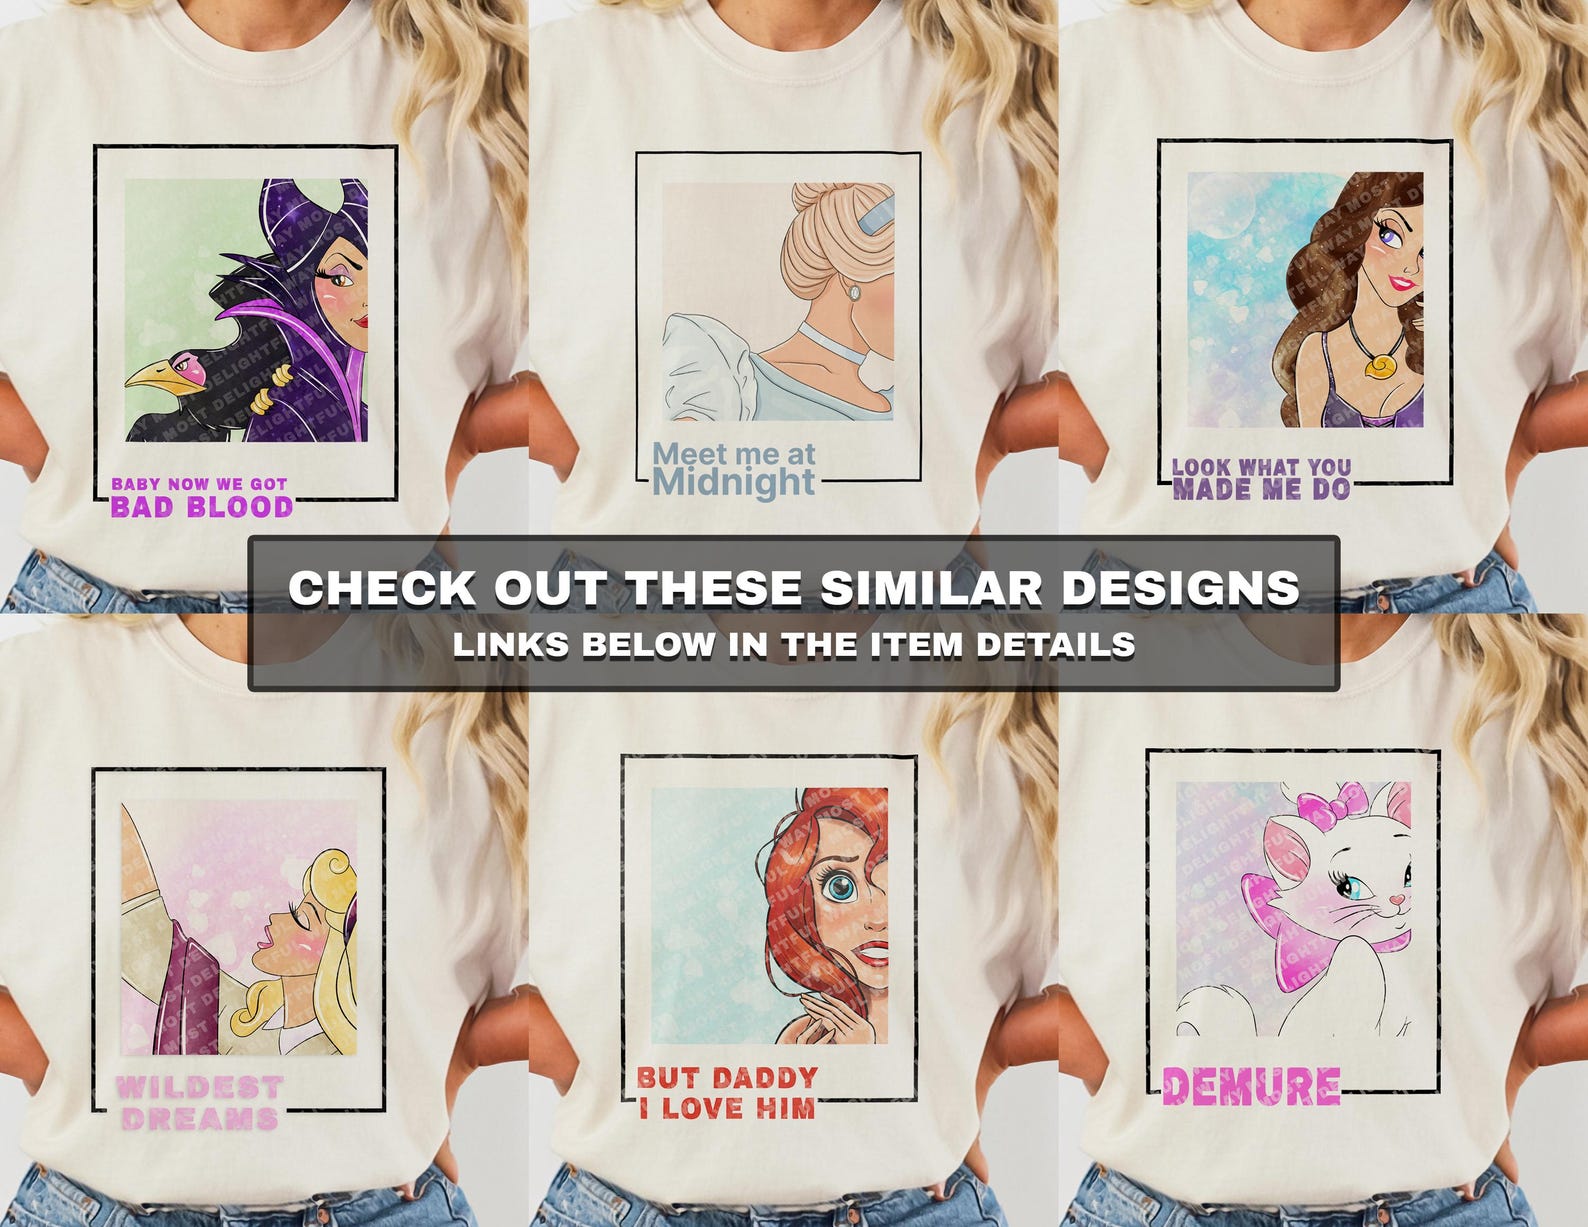 BABY NOW WE GOT
BAD BLOOD
Meet me at
Midnight
LOOK WHAT YOU
MADE ME DO
CHECK OUT THESE SIMILAR DESIGNS
LINKS BELOW IN THE ITEM DETAILS
WILDEST
DREAMS
BUT DADDY
I LOVE HIM
DEMURE